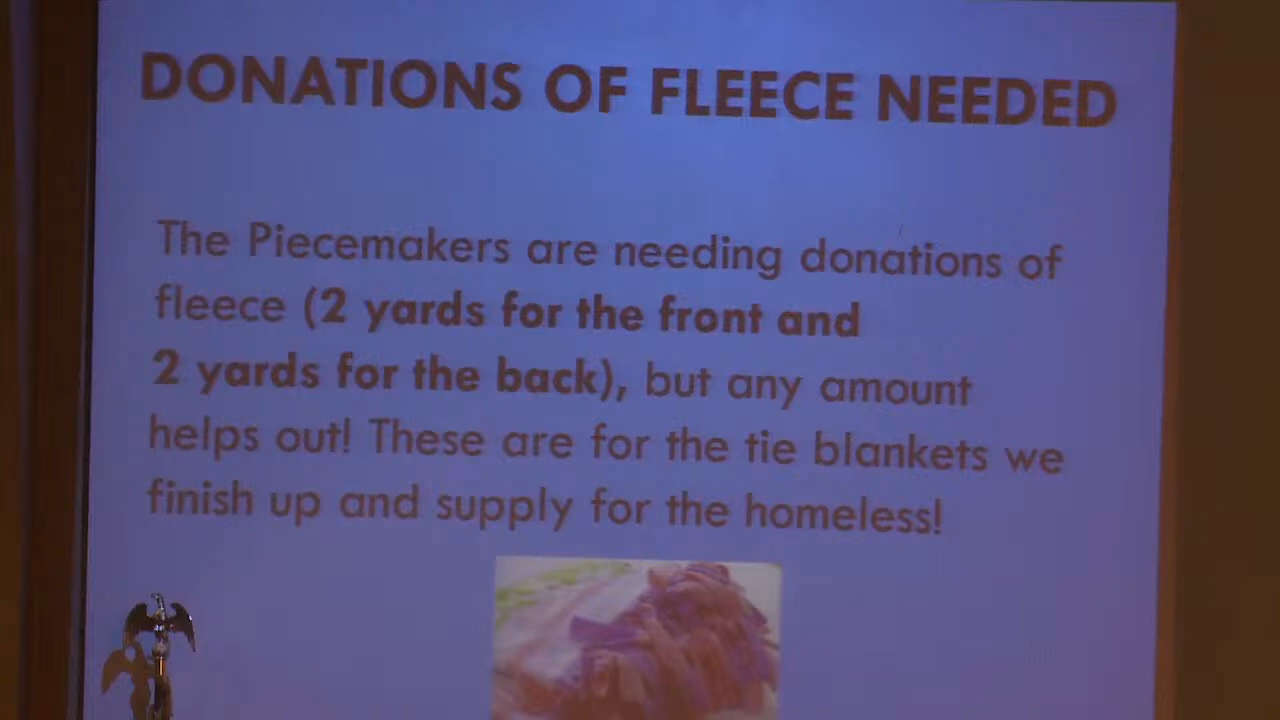 DONATIONS OF FLEECE NEEDED
The Piecemakers are needing donations of
fleece (2 yards for the front and
2 yards for the back), but any amount
helps out! These are for the tie blankets we
finish up and supply for the homeless!